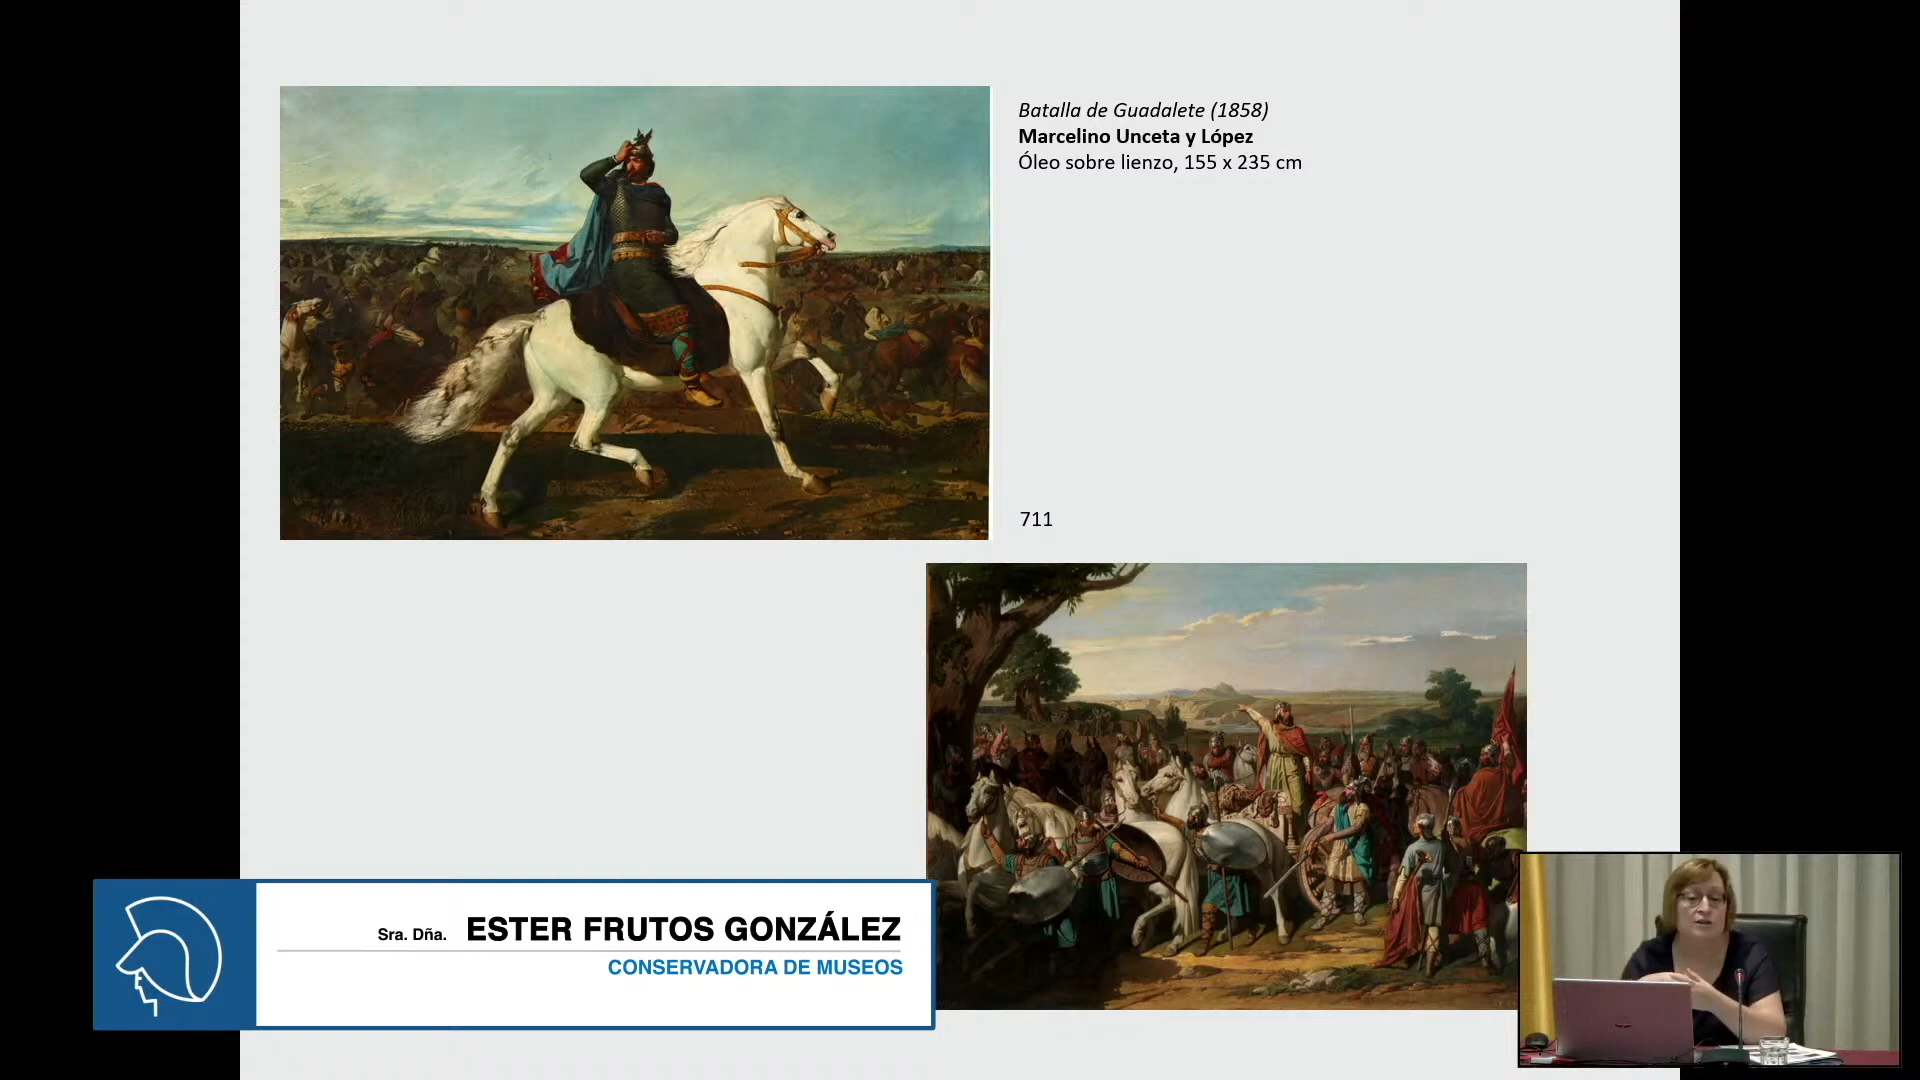 Batalla de Guadalete (1858)
Marcelino Unceta y López
Óleo sobre lienzo, 155 x 235 cm
711
Sra. Dña. ESTER FRUTOS GONZÁLEZ
CONSERVADORA DE MUSEOS